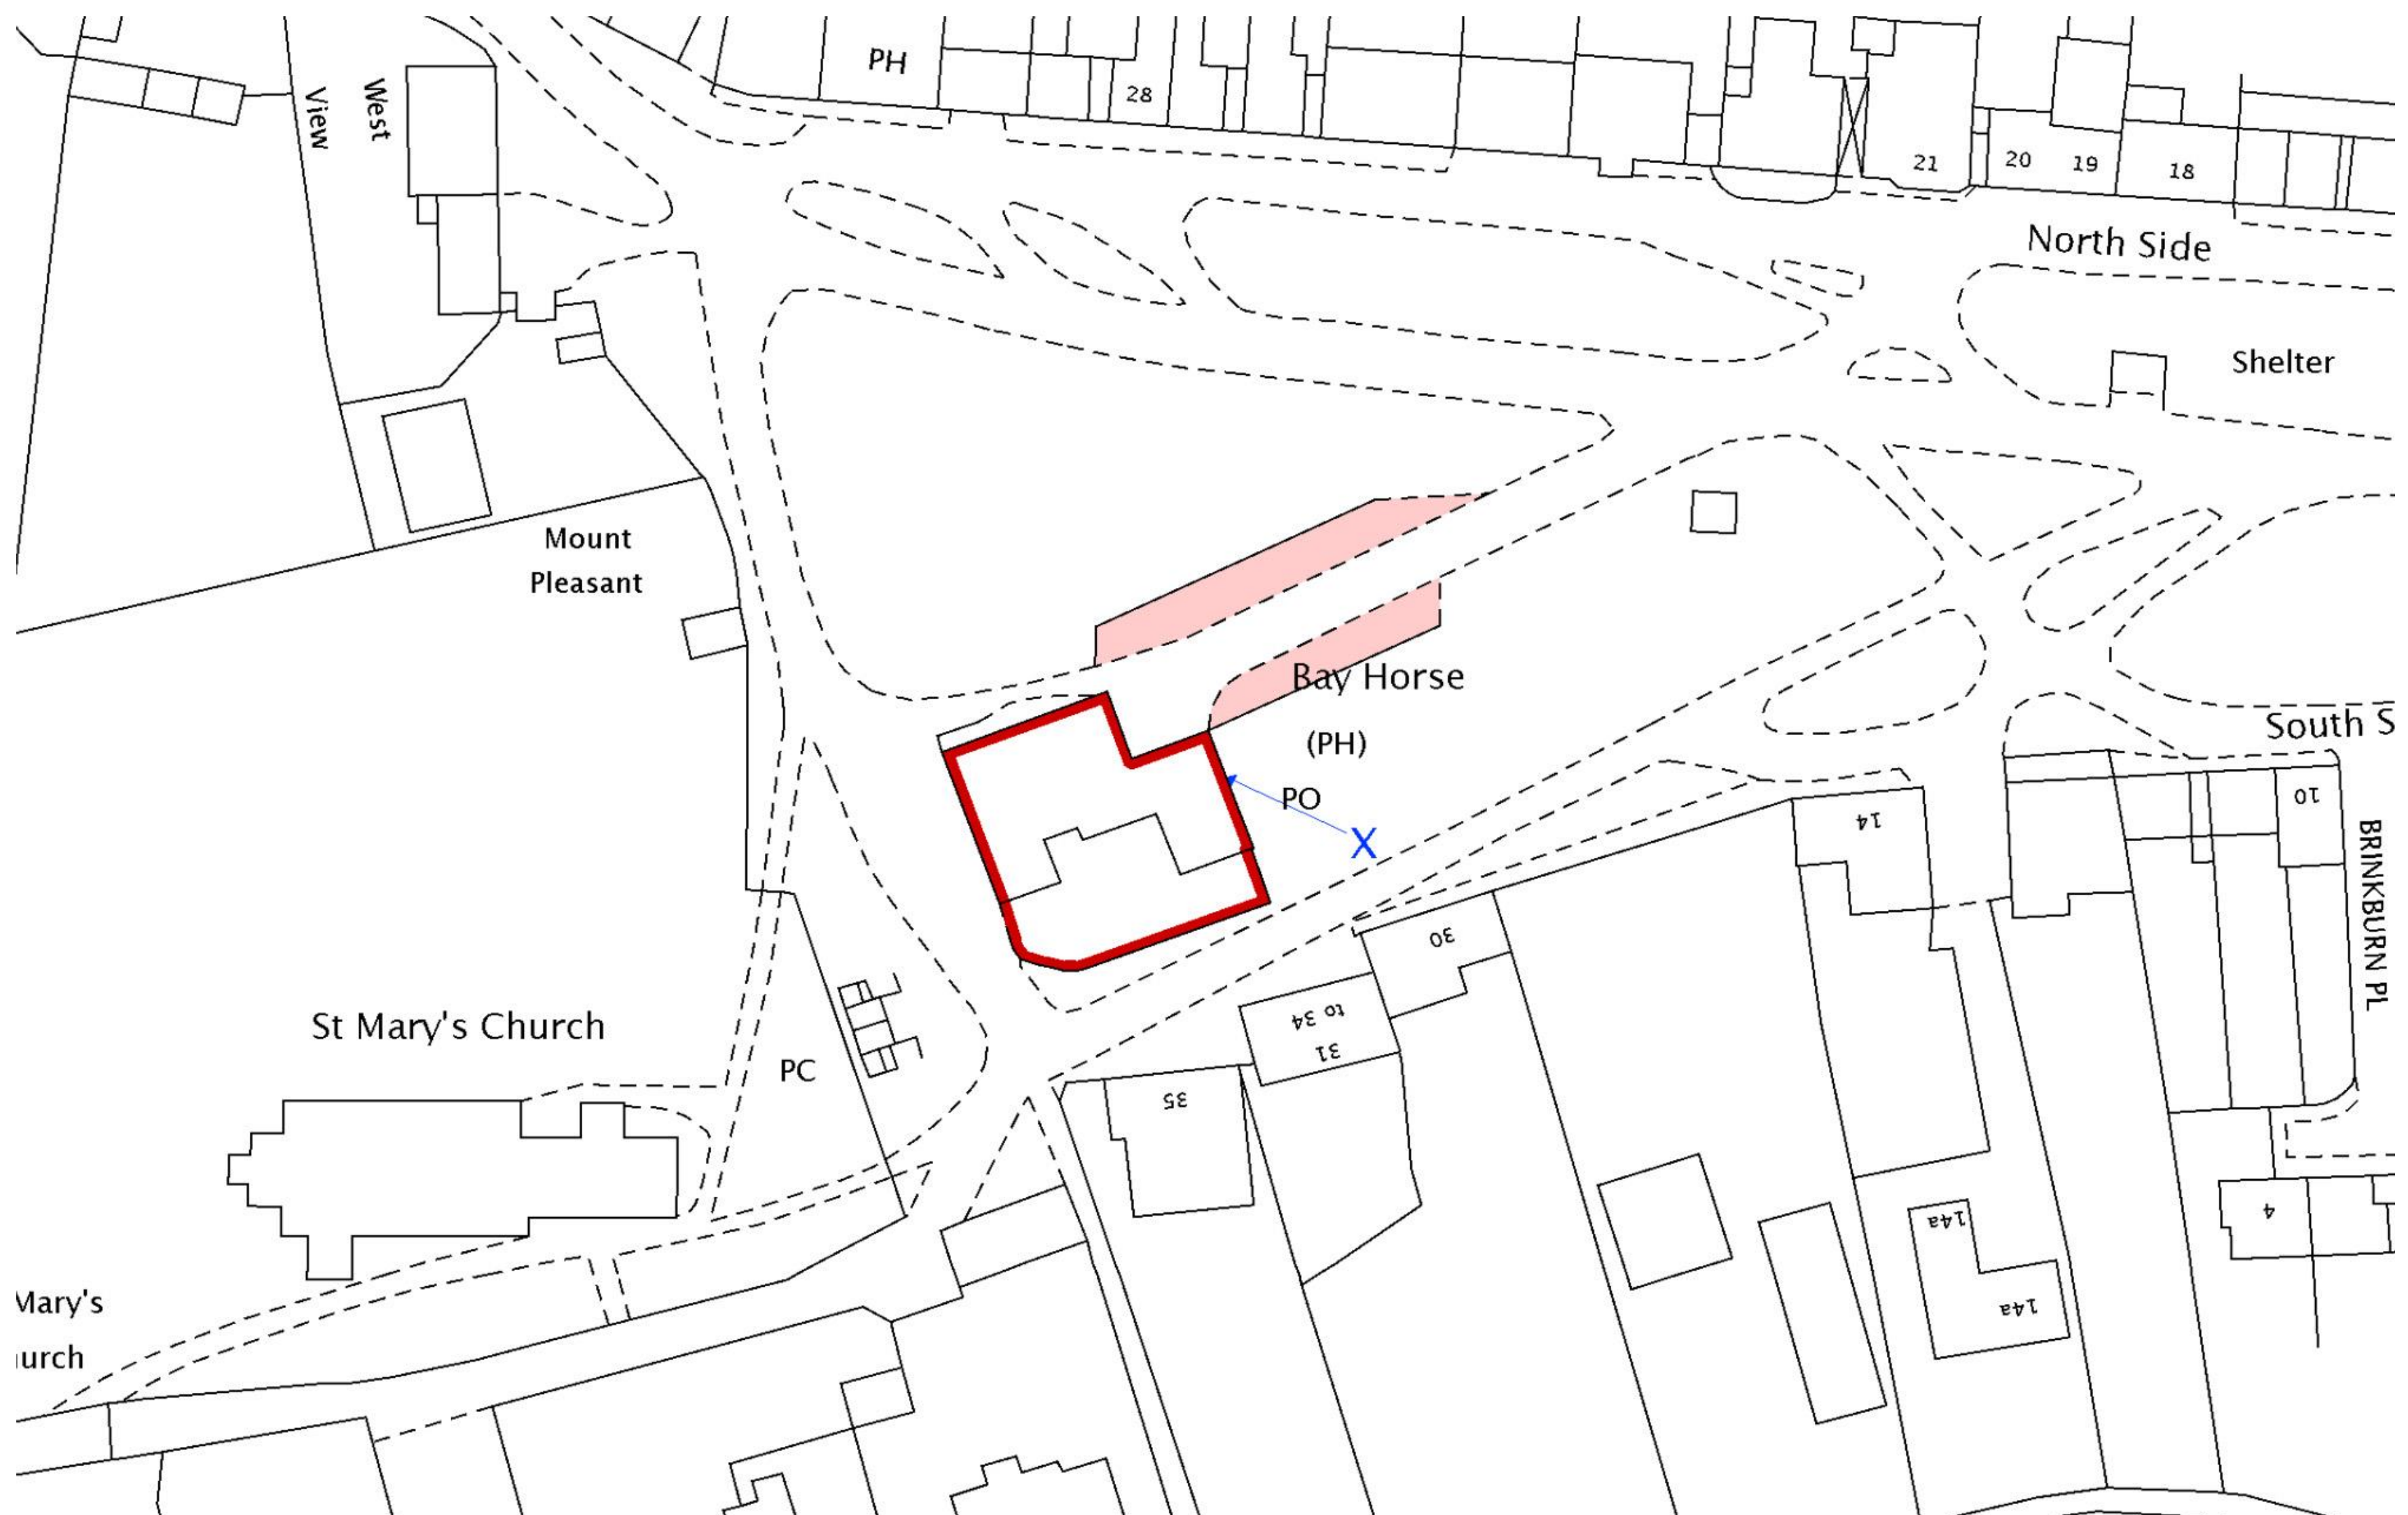 PH
28
West
View
21
20
19
18
North Side
Shelter
Mount
Pleasant
Bay Horse
(PH)
PO
X
South S
14
10
BRINKBURN PL
30
to 34
31
35
St Mary's Church
PC
14a
14a
4
Mary's
urch